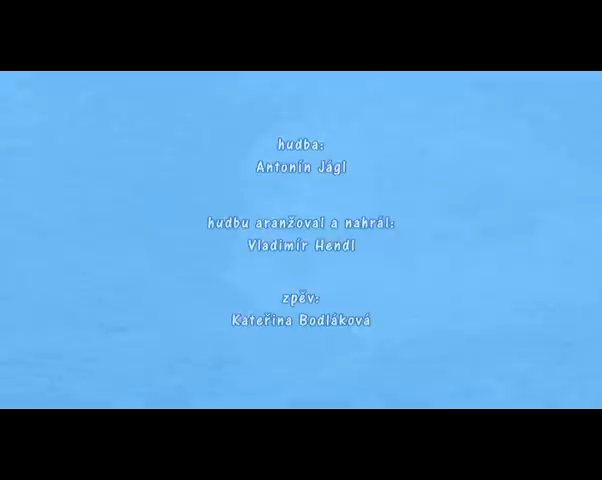 hudba:
Antonín Jágl
hudbu aranžoval a nahrál:
Vladimír Hendl
zpěv:
Kateřina Bodláková